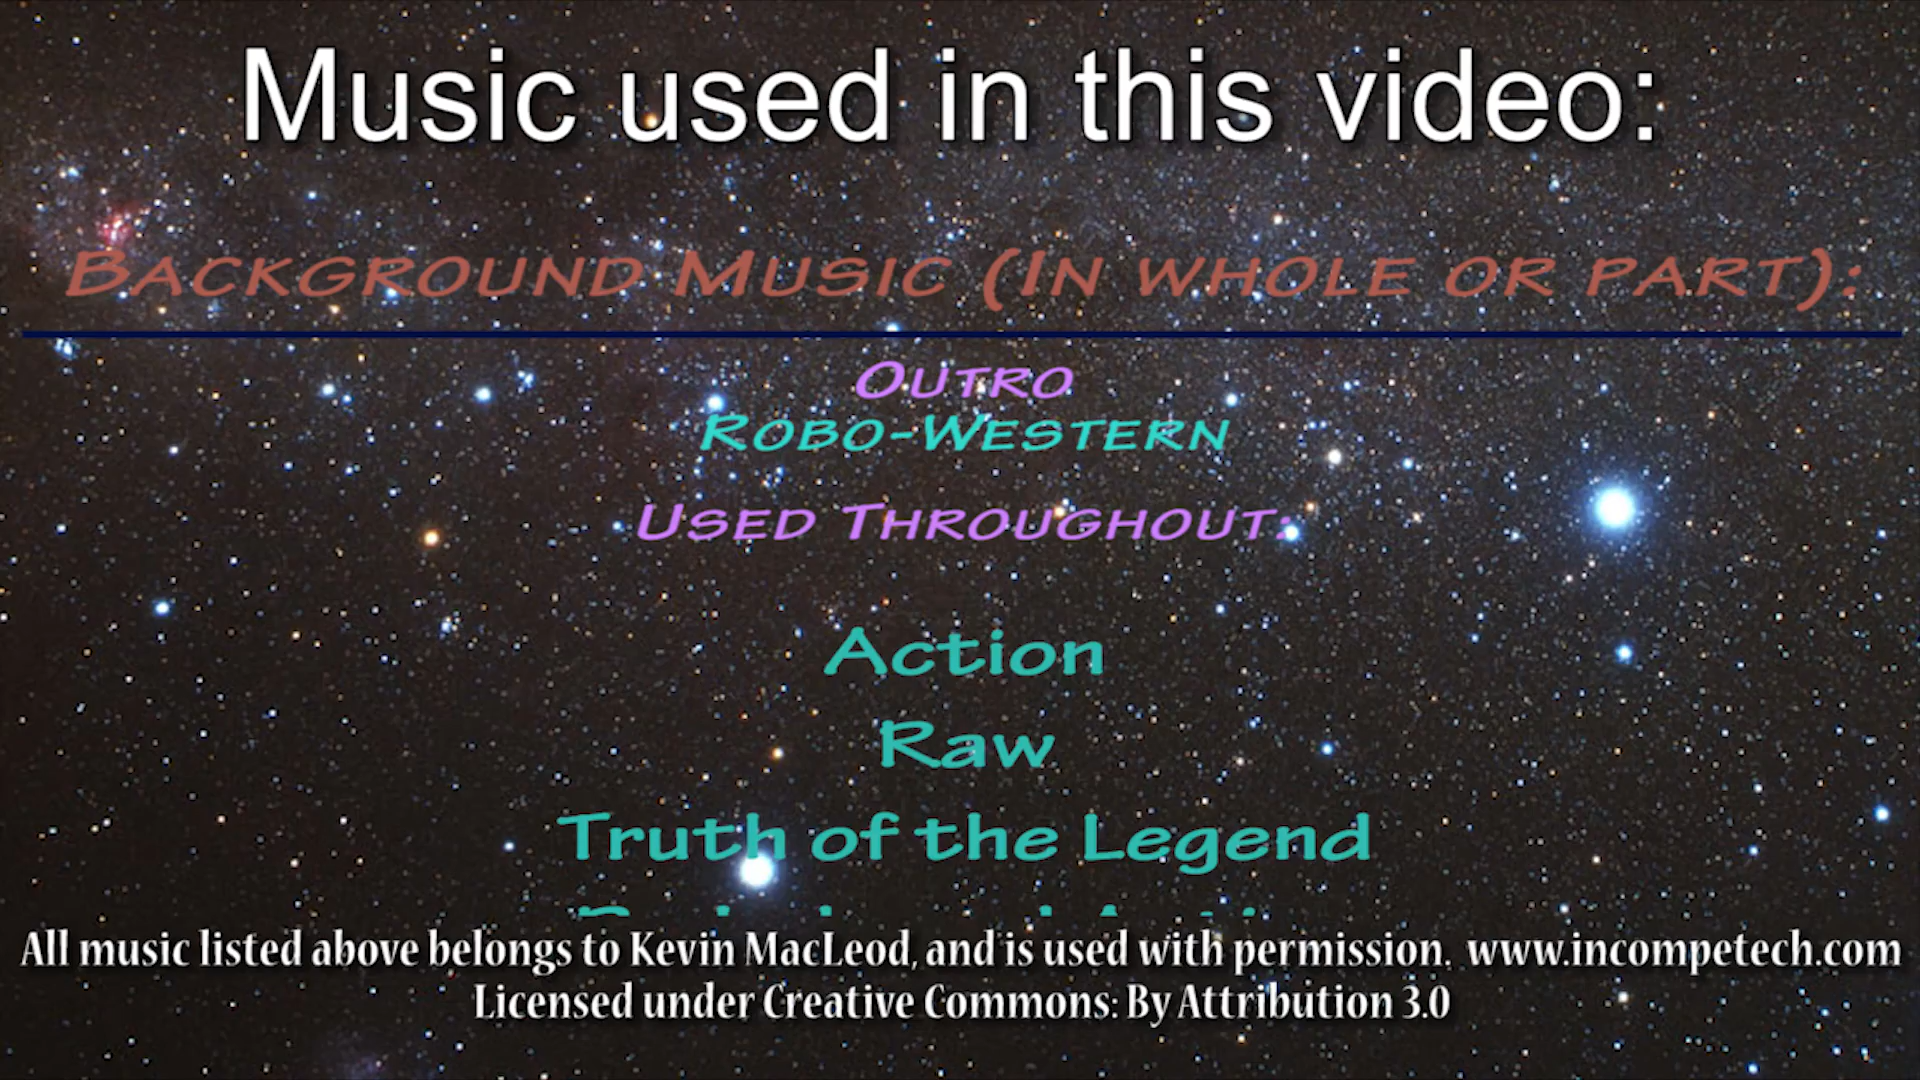 Music used in this video:
Background Music (In whole or part):
Outro
Robo-Western
Used Throughout:
Action
Raw
Truth of the Legend
All music listed above belongs to Kevin MacLeod, and is used with permission. www.incompetech.com
Licensed under Creative Commons: By Attribution 3.0